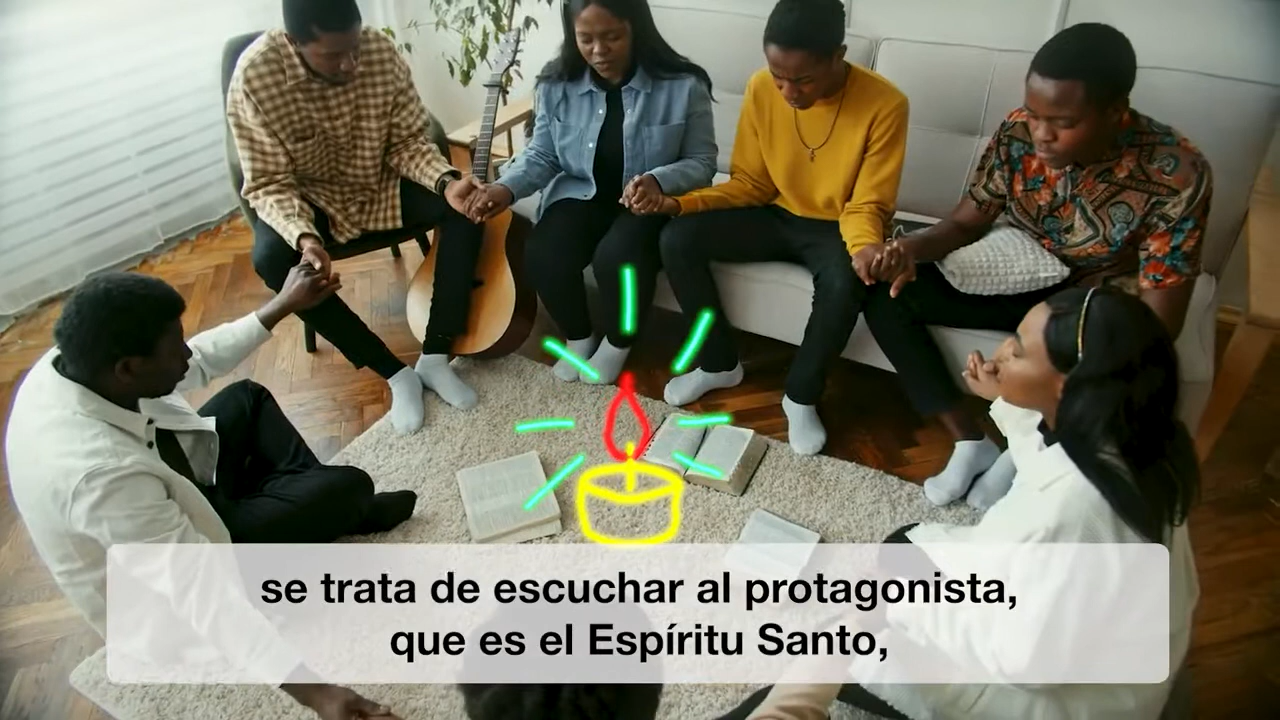 se trata de escuchar al protagonista,
que es el Espíritu Santo,